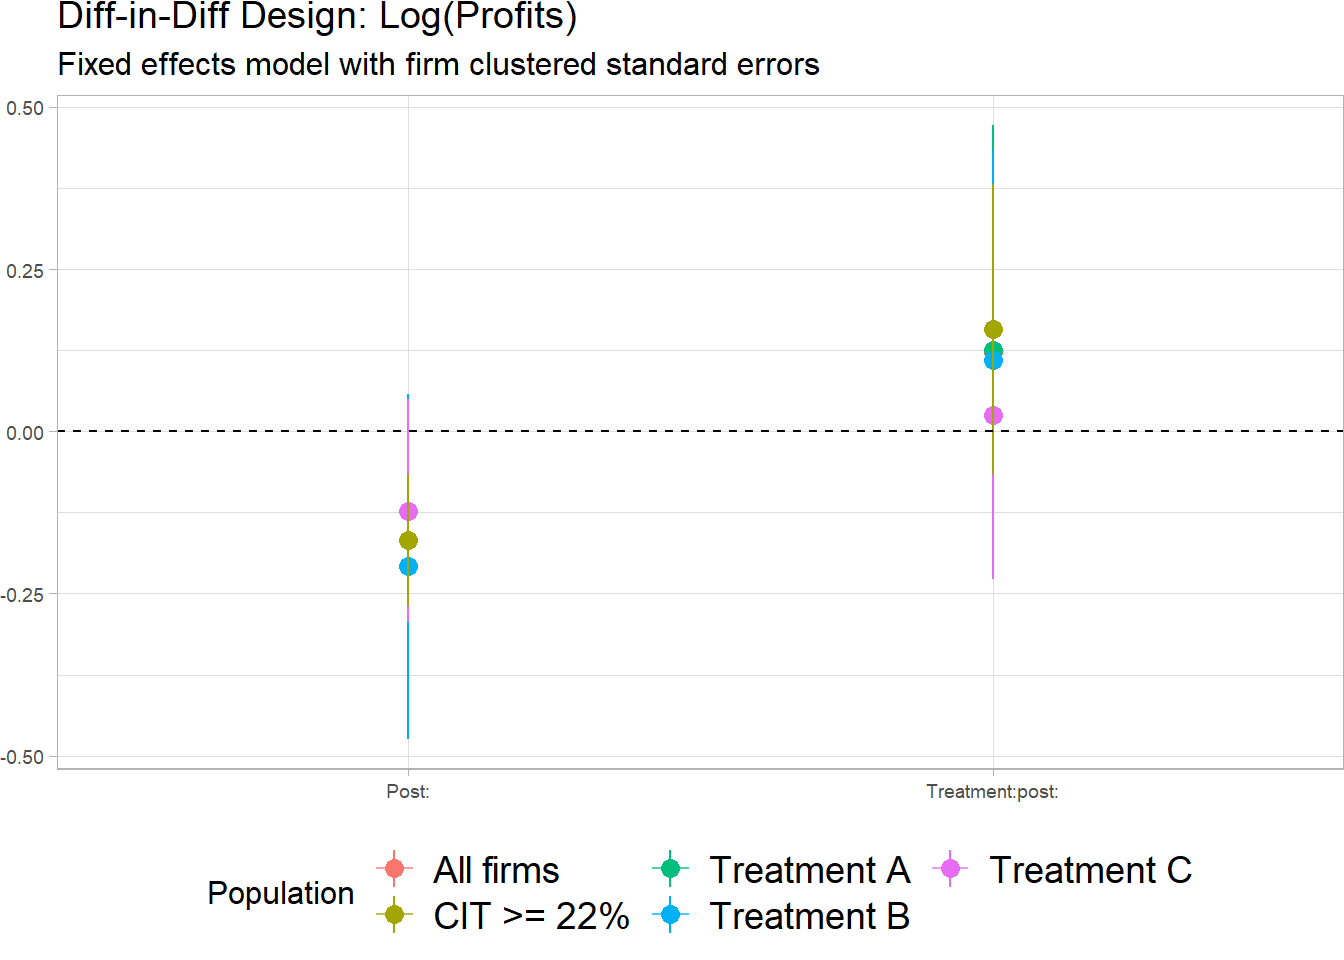 Diff-in-Diff Design: Log(Profits)
Fixed effects model with firm clustered standard errors
0.50
0.25
0.00
-0.25
-0.50
Post:
Treatment:post:
Population
All firms
CIT >= 22%
Treatment A
Treatment B
Treatment C